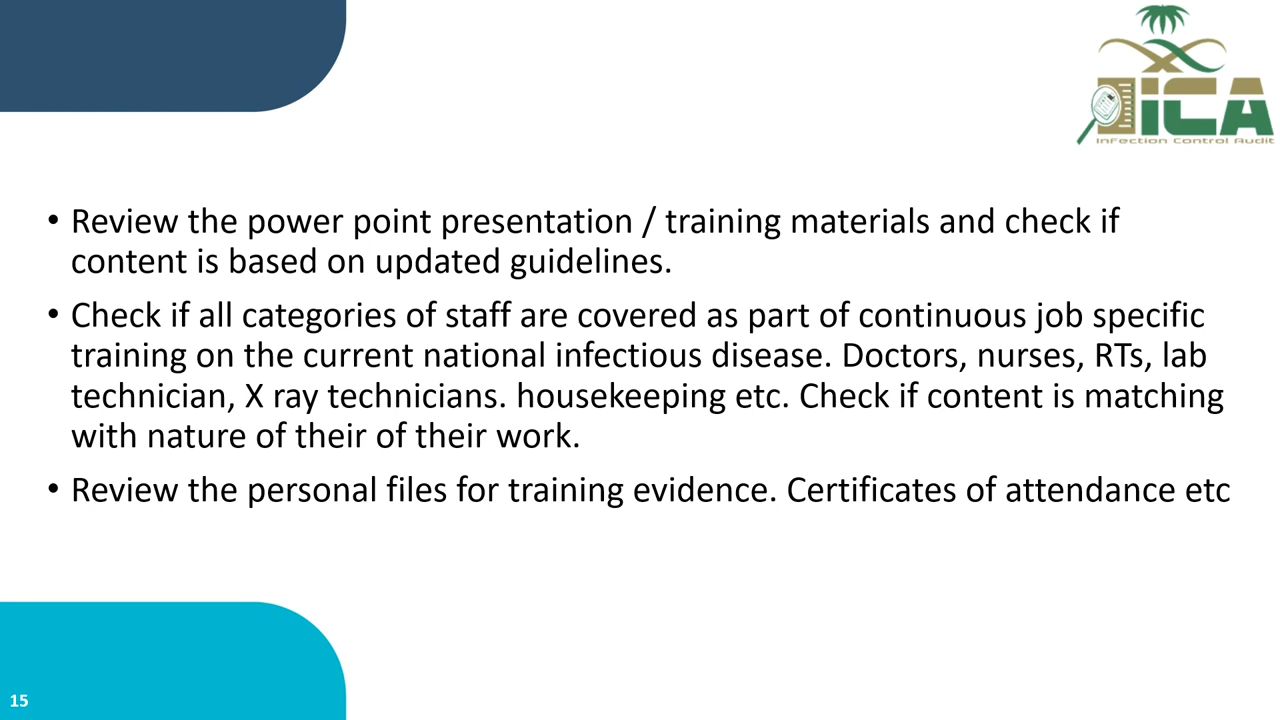 iCA
Infection Control Audit
• Review the power point presentation / training materials and check if
content is based on updated guidelines.
• Check if all categories of staff are covered as part of continuous job specific
training on the current national infectious disease. Doctors, nurses, RTs, lab
technician, X ray technicians. housekeeping etc. Check if content is matching
with nature of their of their work.
• Review the personal files for training evidence. Certificates of attendance etc
15